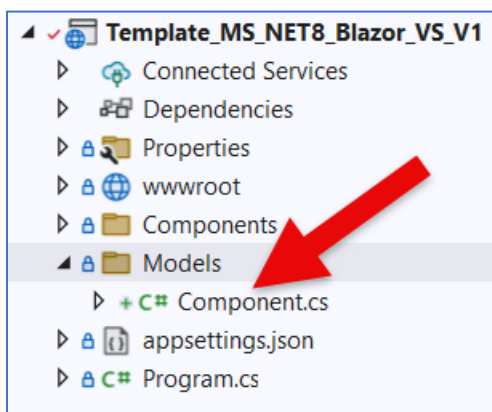 Template_MS_NET8_Blazor_VS_V1
Connected Services
Dependencies
Properties
wwwroot
Components
Models
+ C# Component.cs
appsettings.json
C# Program.cs